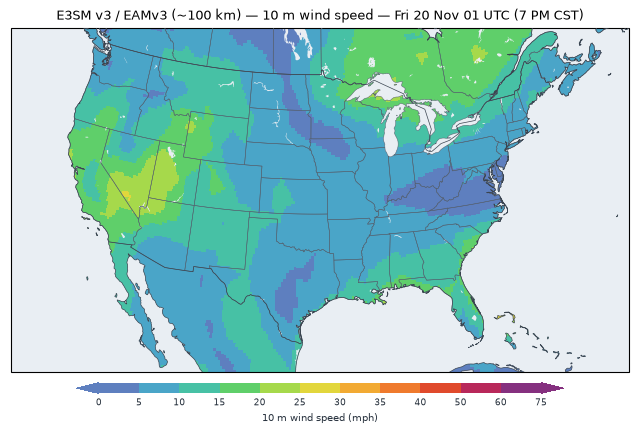 E3SM v3 / EAMv3 (~100 km) — 10 m wind speed — Fri 20 Nov 01 UTC (7 PM CST)
0 5 10 15 20 25 30 35 40 50 60 75
10 m wind speed (mph)